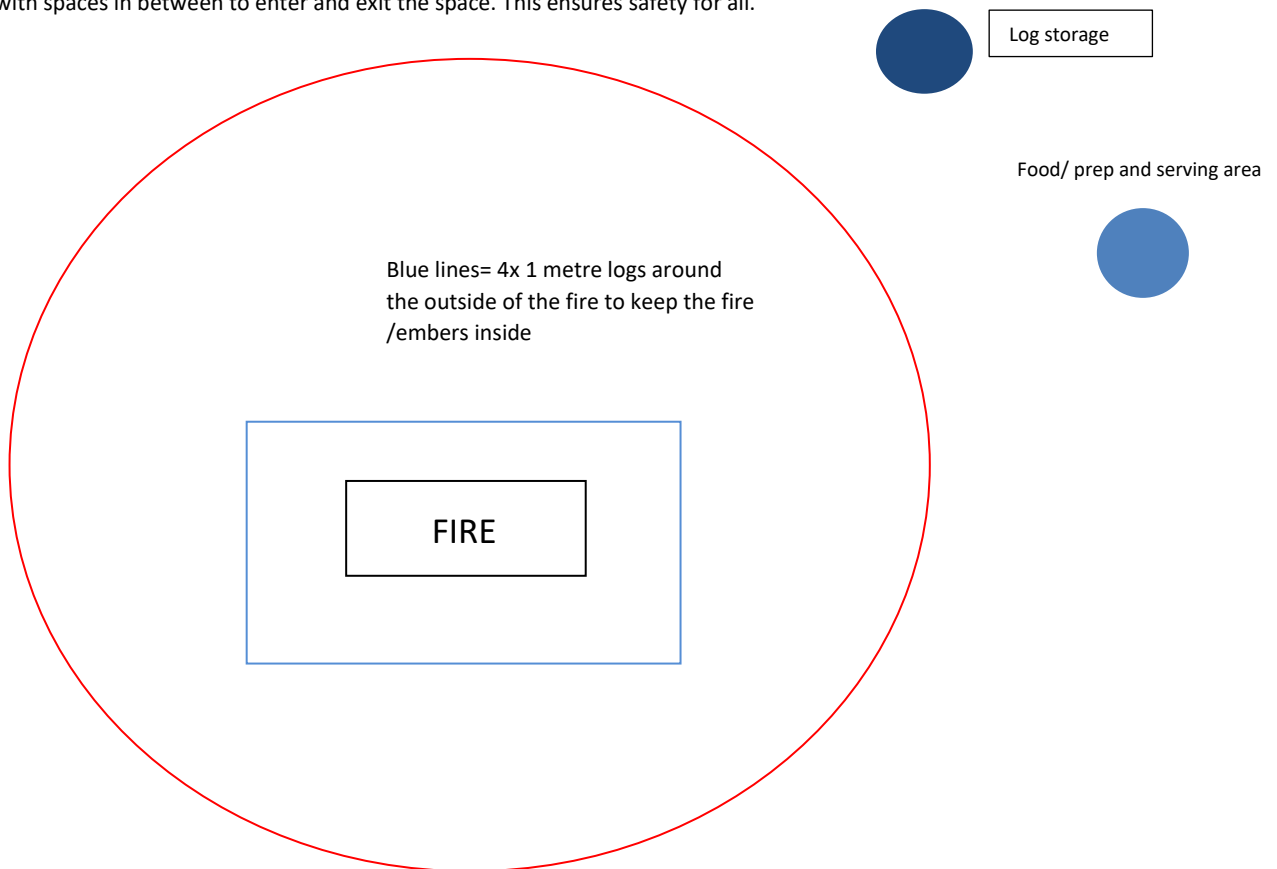 with spaces in between to enter and exit the space. This ensures safety for all.
Log storage
Food/ prep and serving area
Blue lines= 4x 1 metre logs around
the outside of the fire to keep the fire
/embers inside
FIRE